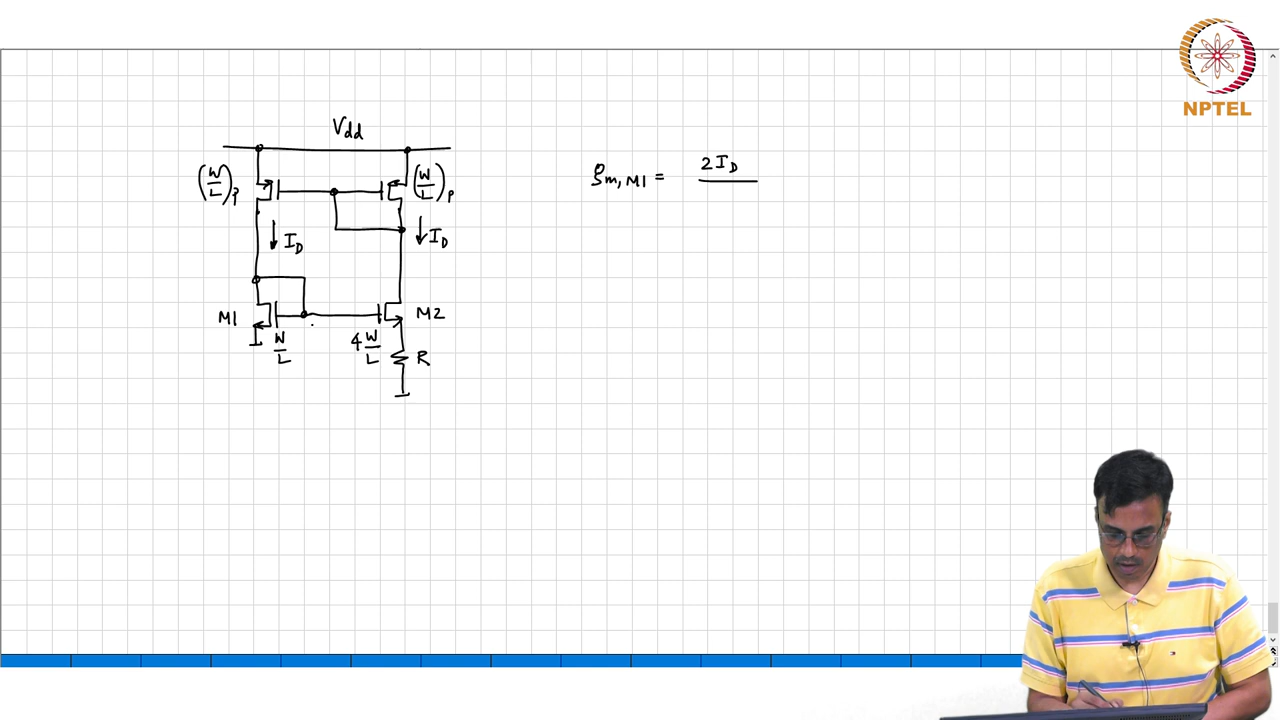 NPTEL
Vdd
(W/L)p
(W/L)p
gm, M1 = 2ID
ID
ID
M1
M2
W/L
4 W/L
R